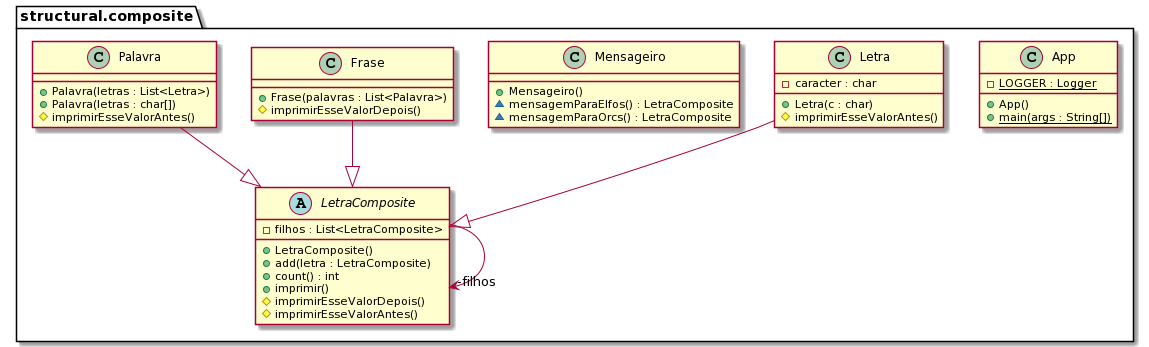 structural.composite
C Palavra
Palavra(letras : List<Letra>)
Palavra(letras : char[])
imprimirEsseValorAntes()
C Frase
Frase(palavras : List<Palavra>)
imprimirEsseValorDepois()
C Mensageiro
Mensageiro()
mensagemParaElfos() : LetraComposite
mensagemParaOrcs() : LetraComposite
C Letra
caracter : char
Letra(c : char)
imprimirEsseValorAntes()
C App
LOGGER : Logger
App()
main(args : String[])
A LetraComposite
filhos : List<LetraComposite>
LetraComposite()
add(letra : LetraComposite)
count() : int
imprimir()
imprimirEsseValorDepois()
imprimirEsseValorAntes()
-filhos